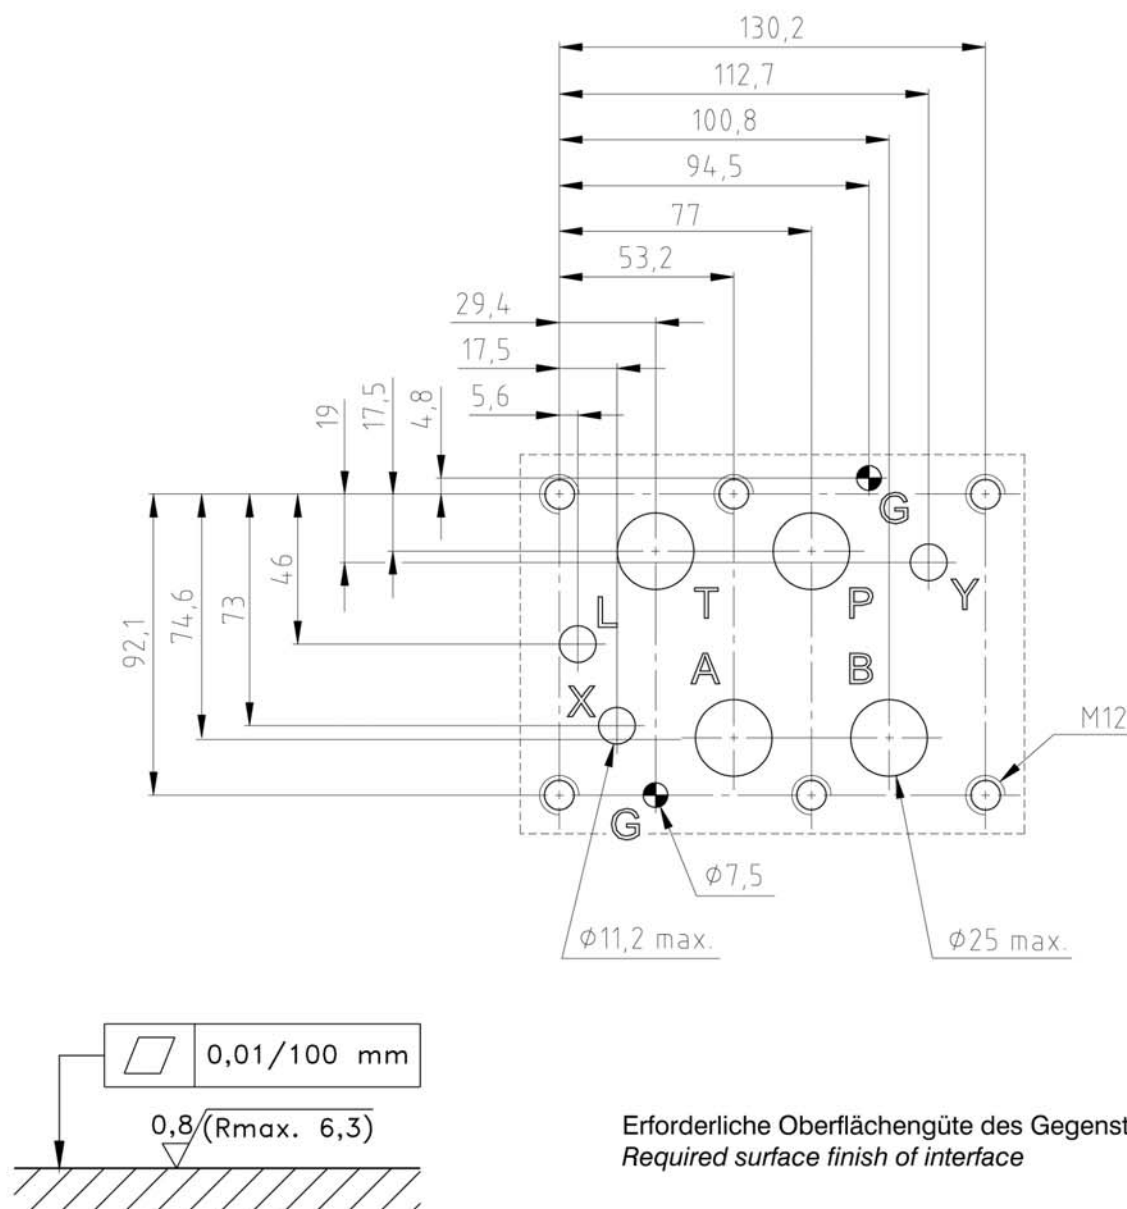 130,2
112,7
100,8
94,5
77
53,2
29,4
17,5
5,6
19
17,5
4,8
G
46
L
T
P
Y
74,6
73
92,1
A
B
X
M12
G
Ø7,5
Ø11,2 max.
Ø25 max.
0,01/100 mm
0,8 (Rmax. 6,3)
Erforderliche Oberflächengüte des Gegenst
Required surface finish of interface